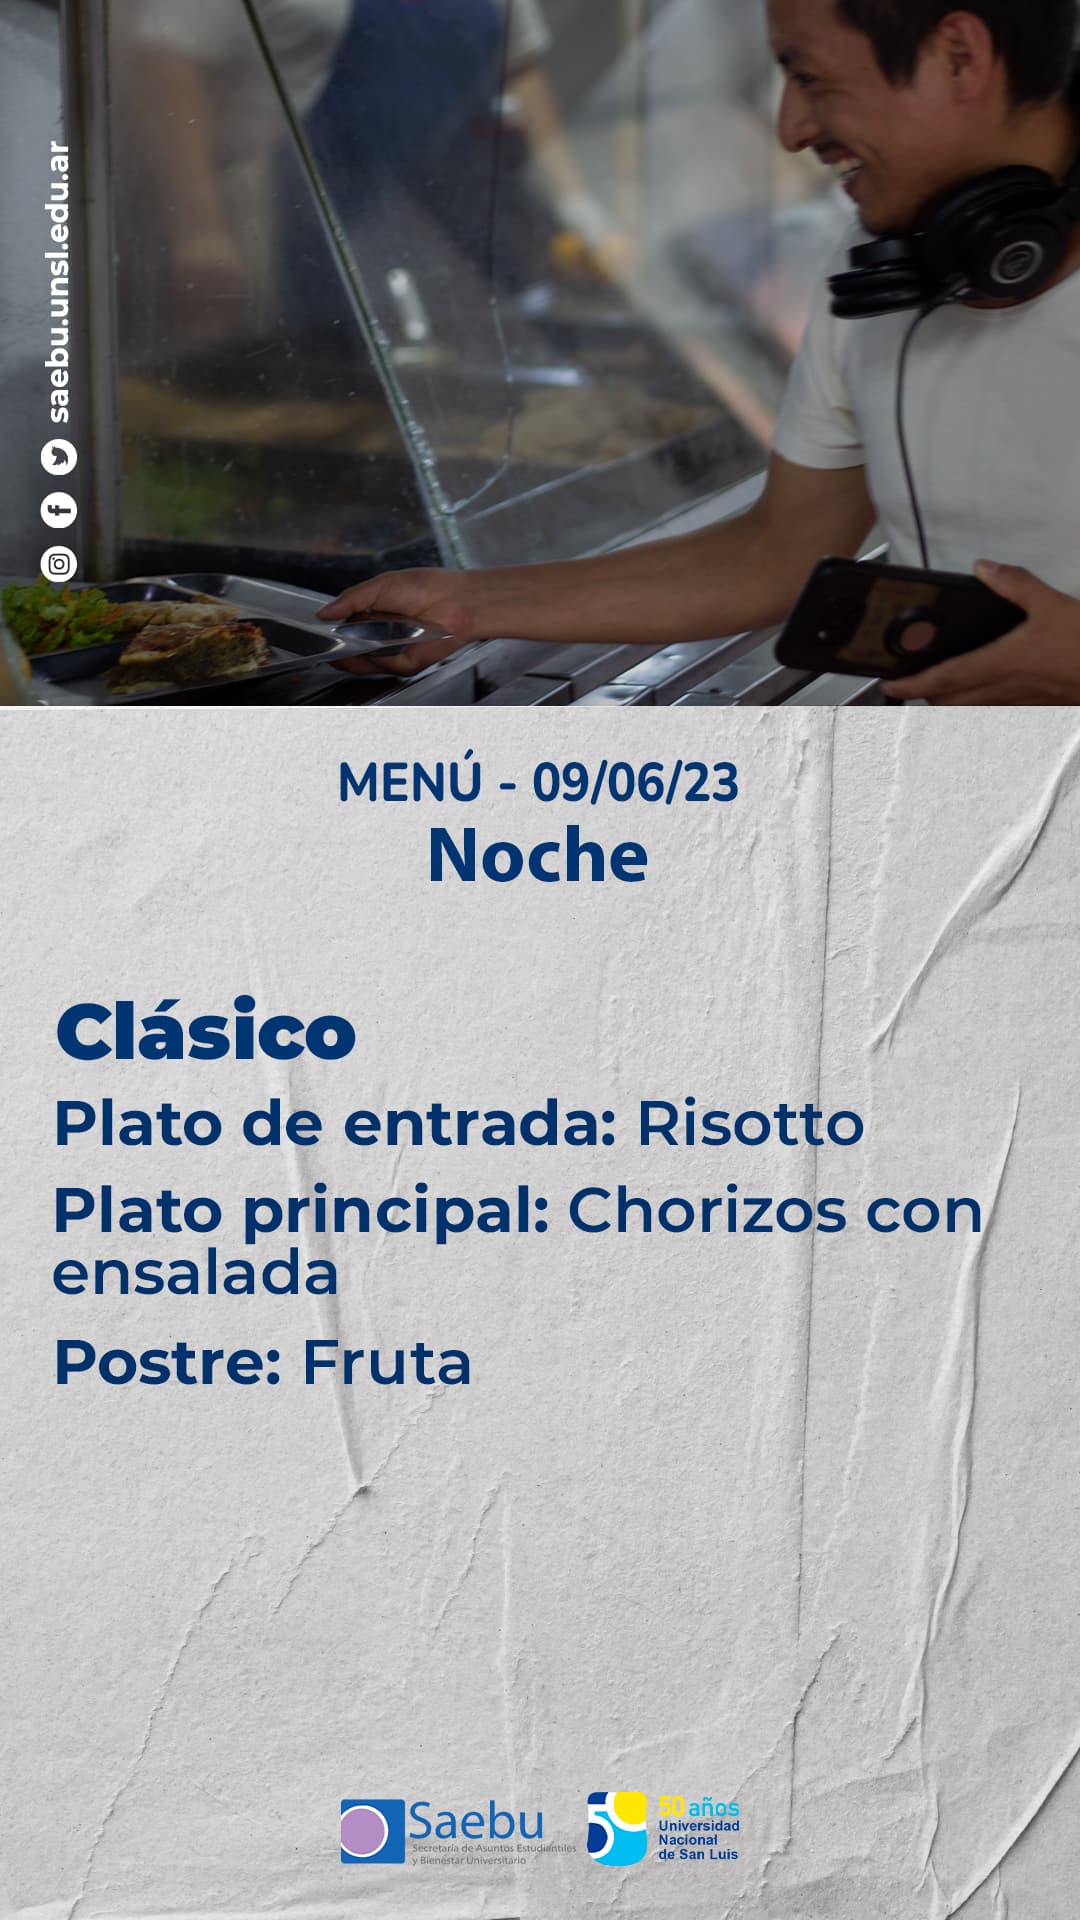 saebu.unsl.edu.ar
MENÚ - 09/06/23
Noche
Clásico
Plato de entrada: Risotto
Plato principal: Chorizos con
ensalada
Postre: Fruta
Saebu
Secretaría de Asuntos Estudiantiles
y Bienestar Universitario
50 años
Universidad
Nacional
de San Luis